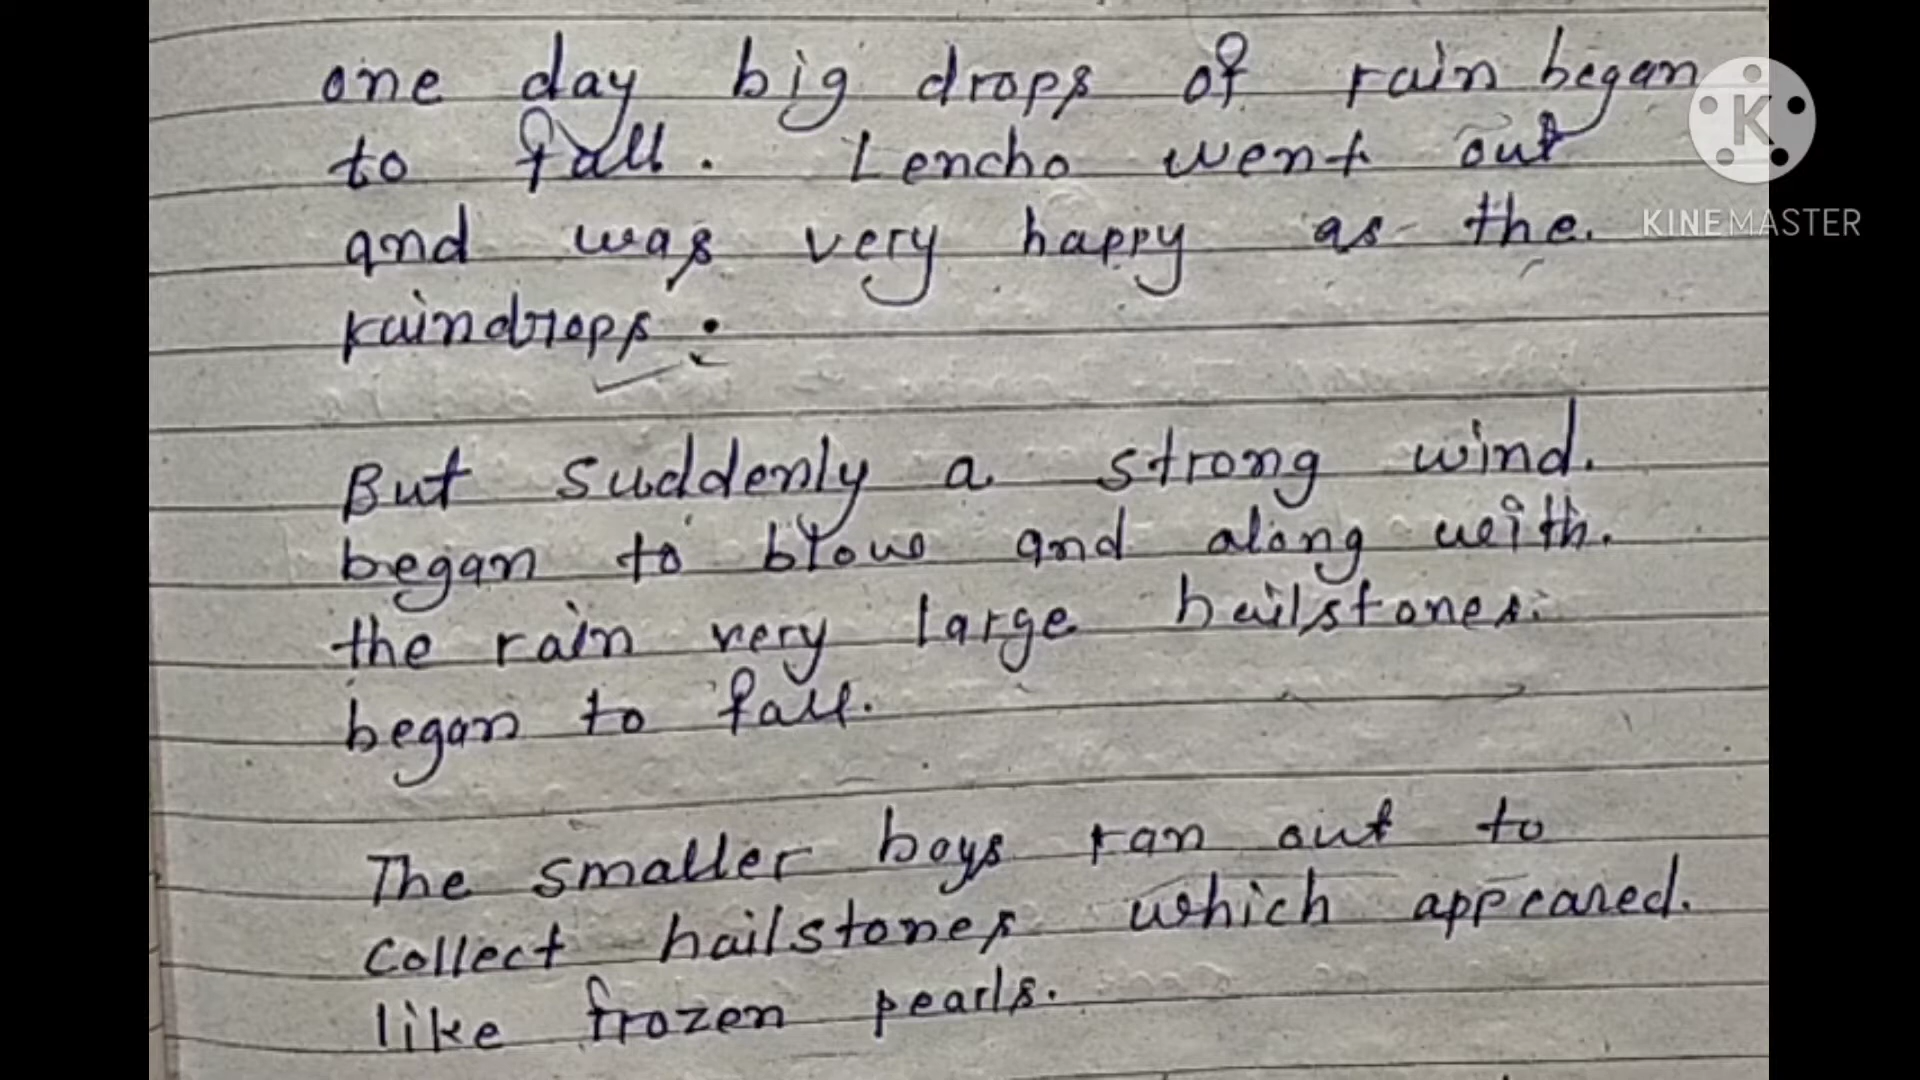 one day big drops of rain began
to fall. Lencho went out
and was very happy as the.
raindrops.
But suddenly a strong wind.
began to blow and along with.
the rain very large hailstones.
began to fall.
The smaller boys ran out to
collect hailstones which appeared.
like frozen pearls.
K
KINEMASTER